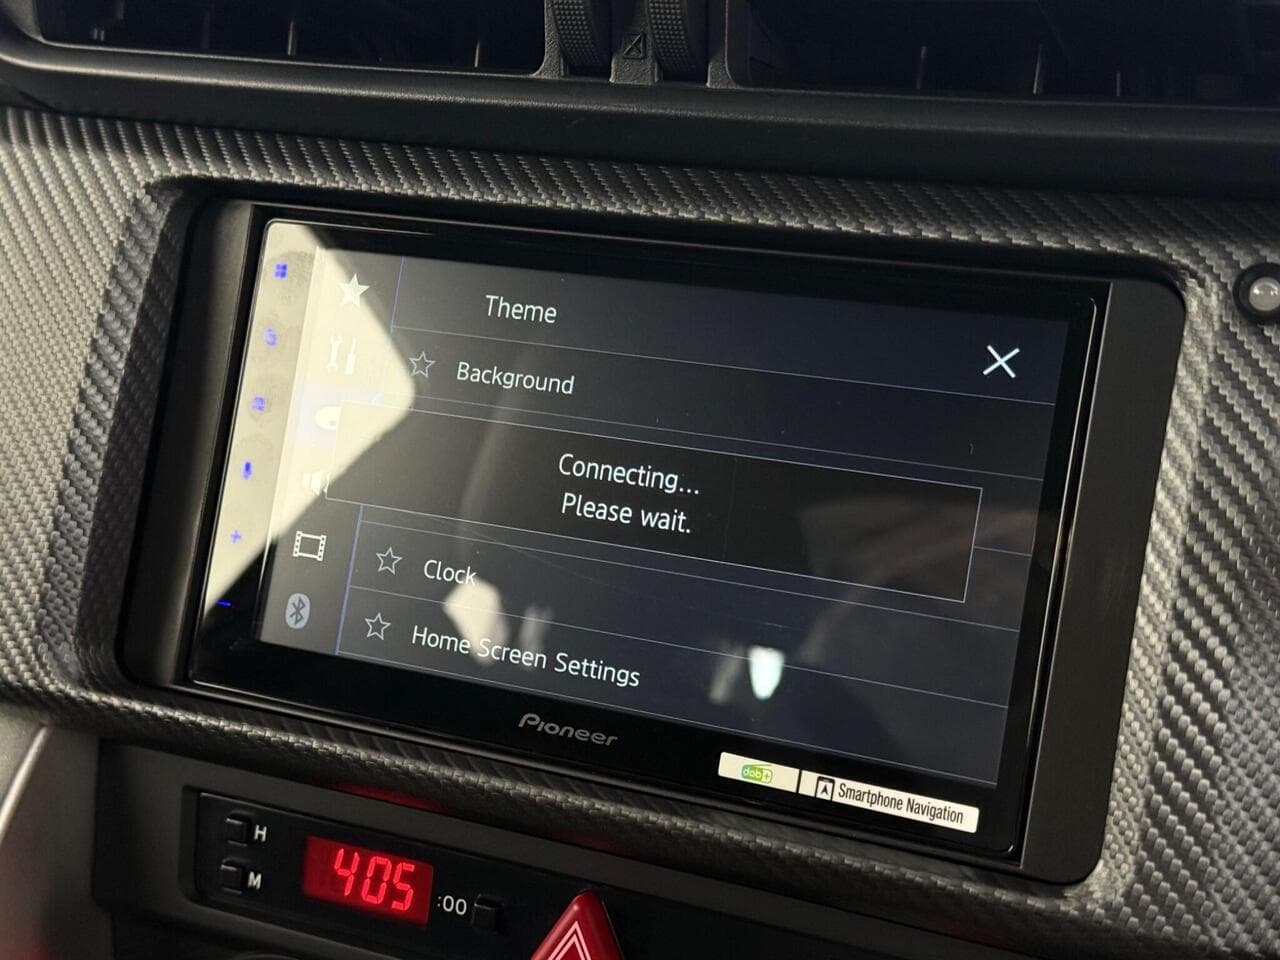 Theme
Background
Connecting...
Please wait.
Clock
Home Screen Settings
Pioneer
dab+
Smartphone Navigation
H
M
405
:00